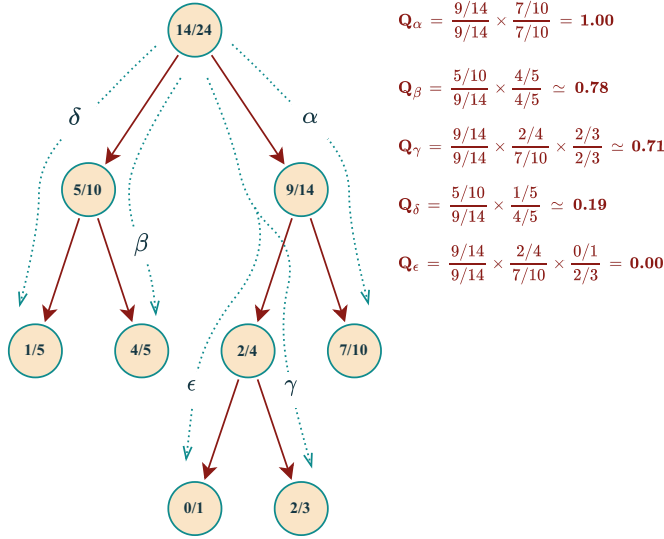 14/24
δ
α
5/10
9/14
β
1/5
4/5
2/4
7/10
ϵ
γ
0/1
2/3
Q_α = 9/14 / 9/14 × 7/10 / 7/10 = 1.00
Q_β = 5/10 / 9/14 × 4/5 / 4/5 ≃ 0.78
Q_γ = 9/14 / 9/14 × 2/4 / 7/10 × 2/3 / 2/3 ≃ 0.71
Q_δ = 5/10 / 9/14 × 1/5 / 4/5 ≃ 0.19
Q_ϵ = 9/14 / 9/14 × 2/4 / 7/10 × 0/1 / 2/3 = 0.00